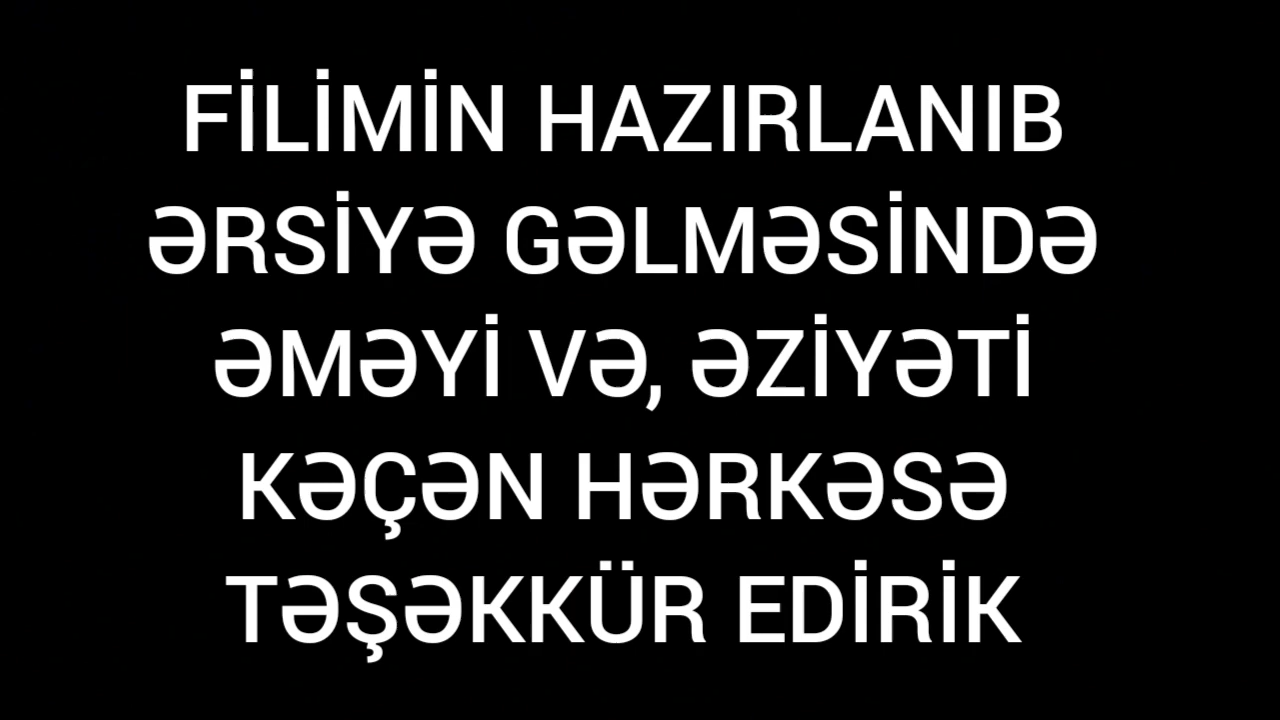 FİLİMİN HAZIRLANIB
ƏRSİYƏ GƏLMƏSİNDƏ
ƏMƏYİ VƏ, ƏZİYƏTİ
KƏÇƏN HƏRKƏSƏ
TƏŞƏKKÜR EDİRİK